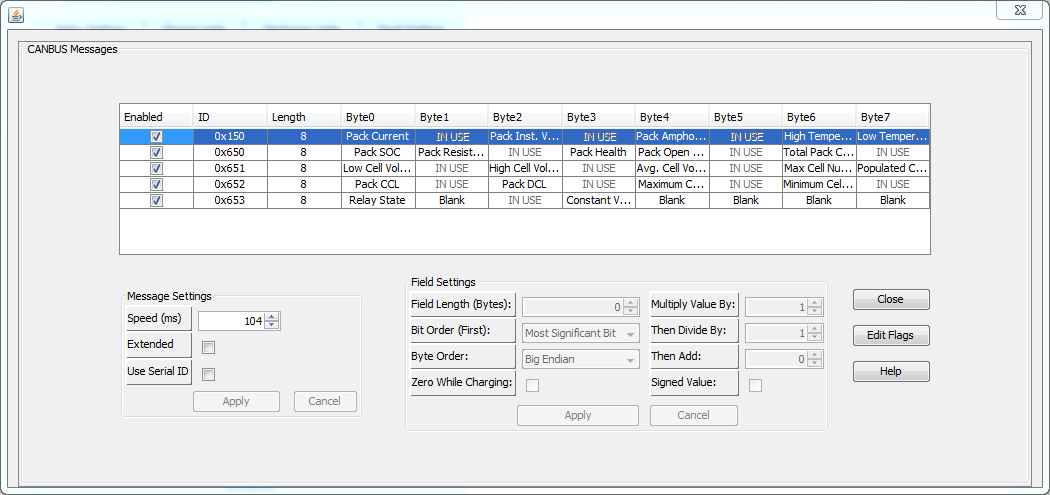 CANBUS Messages
Enabled ID Length Byte0 Byte1 Byte2 Byte3 Byte4 Byte5 Byte6 Byte7
0x150 8 Pack Current IN USE Pack Inst. V... IN USE Pack Ampho... IN USE High Tempe... Low Temper...
0x650 8 Pack SOC Pack Resist... IN USE Pack Health Pack Open ... IN USE Total Pack C... IN USE
0x651 8 Low Cell Vol... IN USE High Cell Vol... IN USE Avg. Cell Vo... IN USE Max Cell Nu... Populated C...
0x652 8 Pack CCL IN USE Pack DCL IN USE Maximum C... IN USE Minimum Cel... IN USE
0x653 8 Relay State Blank IN USE Constant V... Blank Blank Blank Blank
Message Settings
Speed (ms) 104
Extended
Use Serial ID
Apply Cancel
Field Settings
Field Length (Bytes): 0 Multiply Value By: 1
Bit Order (First): Most Significant Bit Then Divide By: 1
Byte Order: Big Endian Then Add: 0
Zero While Charging: Signed Value:
Apply Cancel
Close
Edit Flags
Help